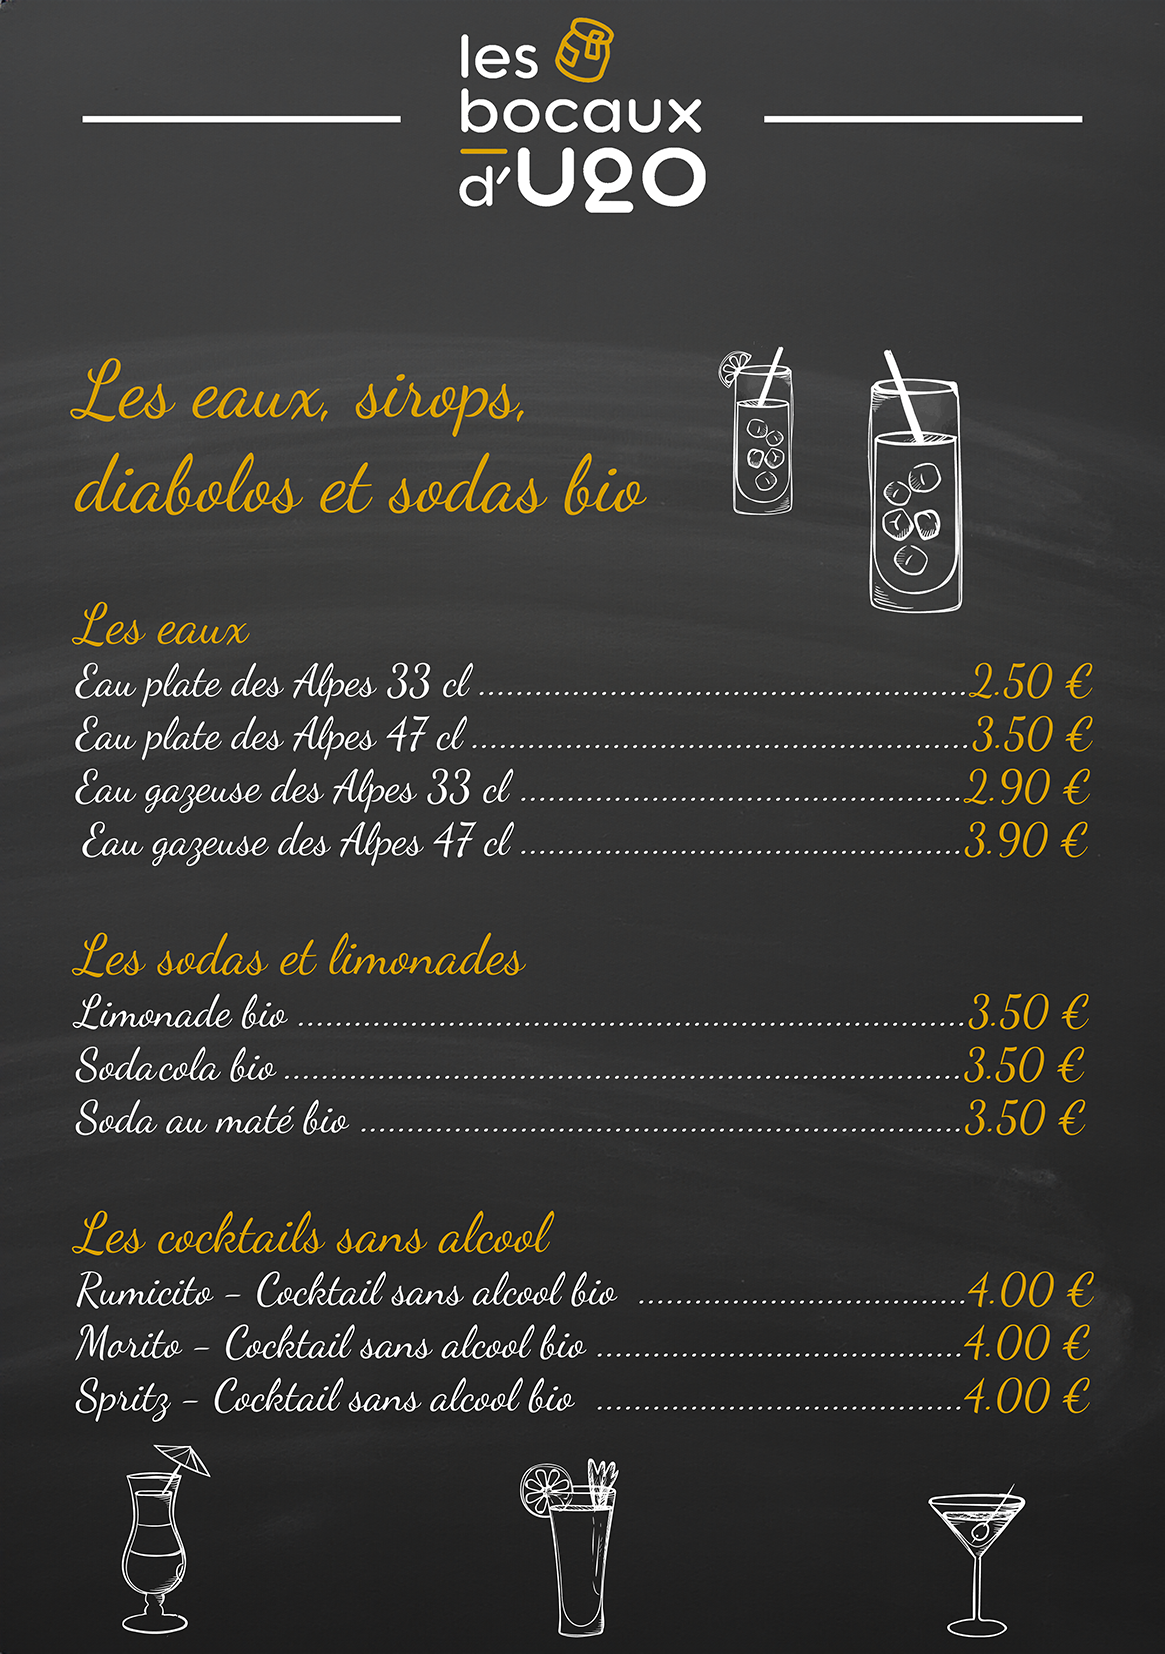 les
bocaux
d'ugo
Les eaux, sirops,
diabolos et sodas bio
Les eaux
Eau plate des Alpes 33 cl ........................................................2.50 €
Eau plate des Alpes 47 cl .........................................................3.50 €
Eau gazeuse des Alpes 33 cl ...................................................2.90 €
Eau gazeuse des Alpes 47 cl ...................................................3.90 €
Les sodas et limonades
Limonade bio .............................................................................3.50 €
Soda cola bio ..............................................................................3.50 €
Soda au maté bio .....................................................................3.50 €
Les cocktails sans alcool
Rumicito - Cocktail sans alcool bio ......................................4.00 €
Morito - Cocktail sans alcool bio ..........................................4.00 €
Spritz - Cocktail sans alcool bio ..........................................4.00 €